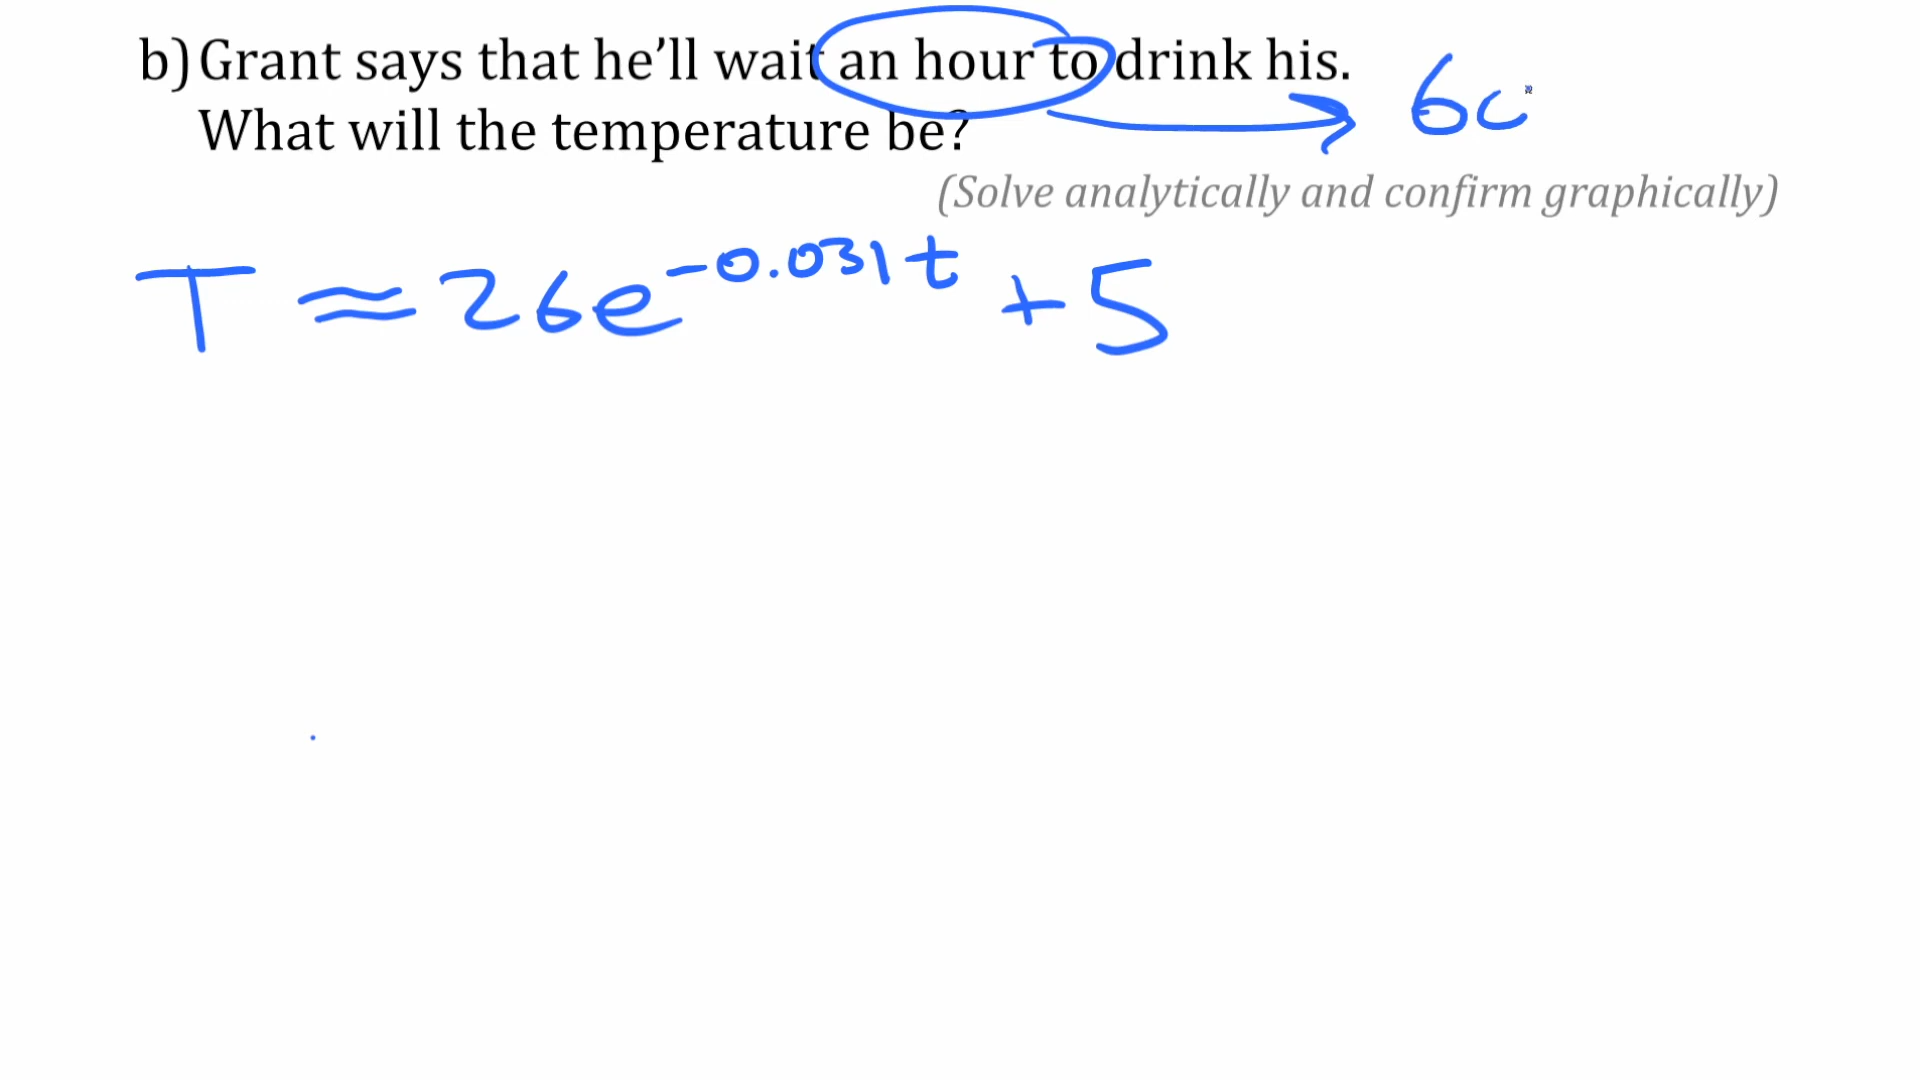 b) Grant says that he'll wait an hour to drink his.
What will the temperature be?
(Solve analytically and confirm graphically)
T ≈ 26e^{-0.031t} + 5